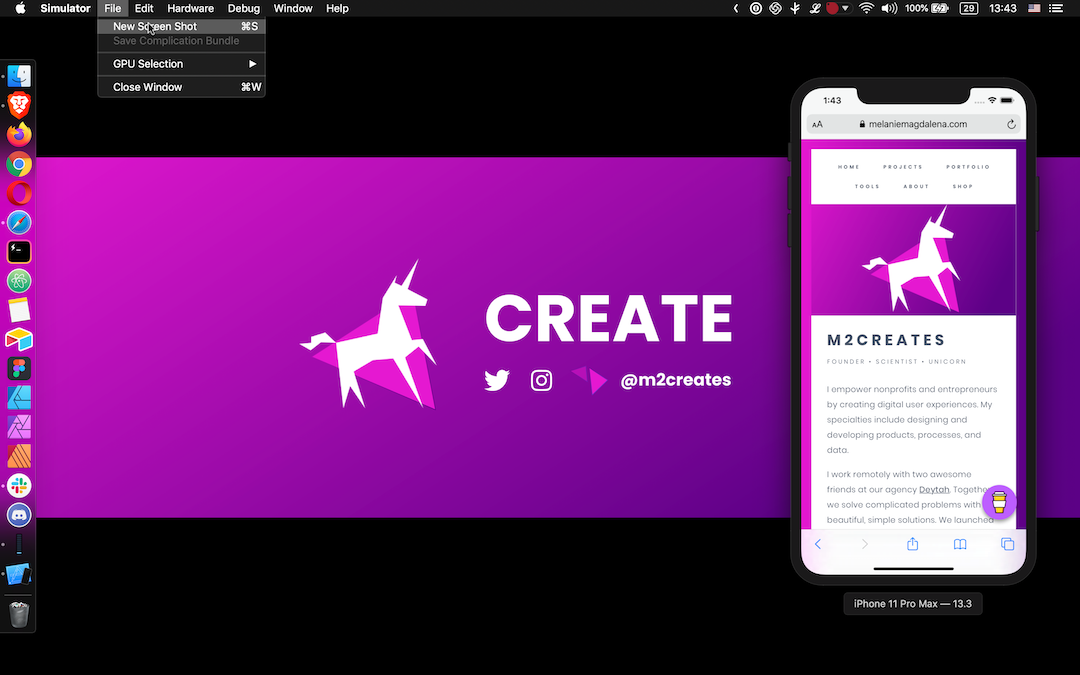 Simulator File Edit Hardware Debug Window Help 100% 29 13:43
New Screen Shot ⌘S
Save Complication Bundle
GPU Selection ▶
Close Window ⌘W
CREATE
@m2creates
1:43
AA melaniemagdalena.com
HOME PROJECTS PORTFOLIO
TOOLS ABOUT SHOP
M2CREATES
FOUNDER • SCIENTIST • UNICORN
I empower nonprofits and entrepreneurs
by creating digital user experiences. My
specialties include designing and
developing products, processes, and
data.
I work remotely with two awesome
friends at our agency Deytah. Together
we solve complicated problems with
beautiful, simple solutions. We launched
iPhone 11 Pro Max — 13.3